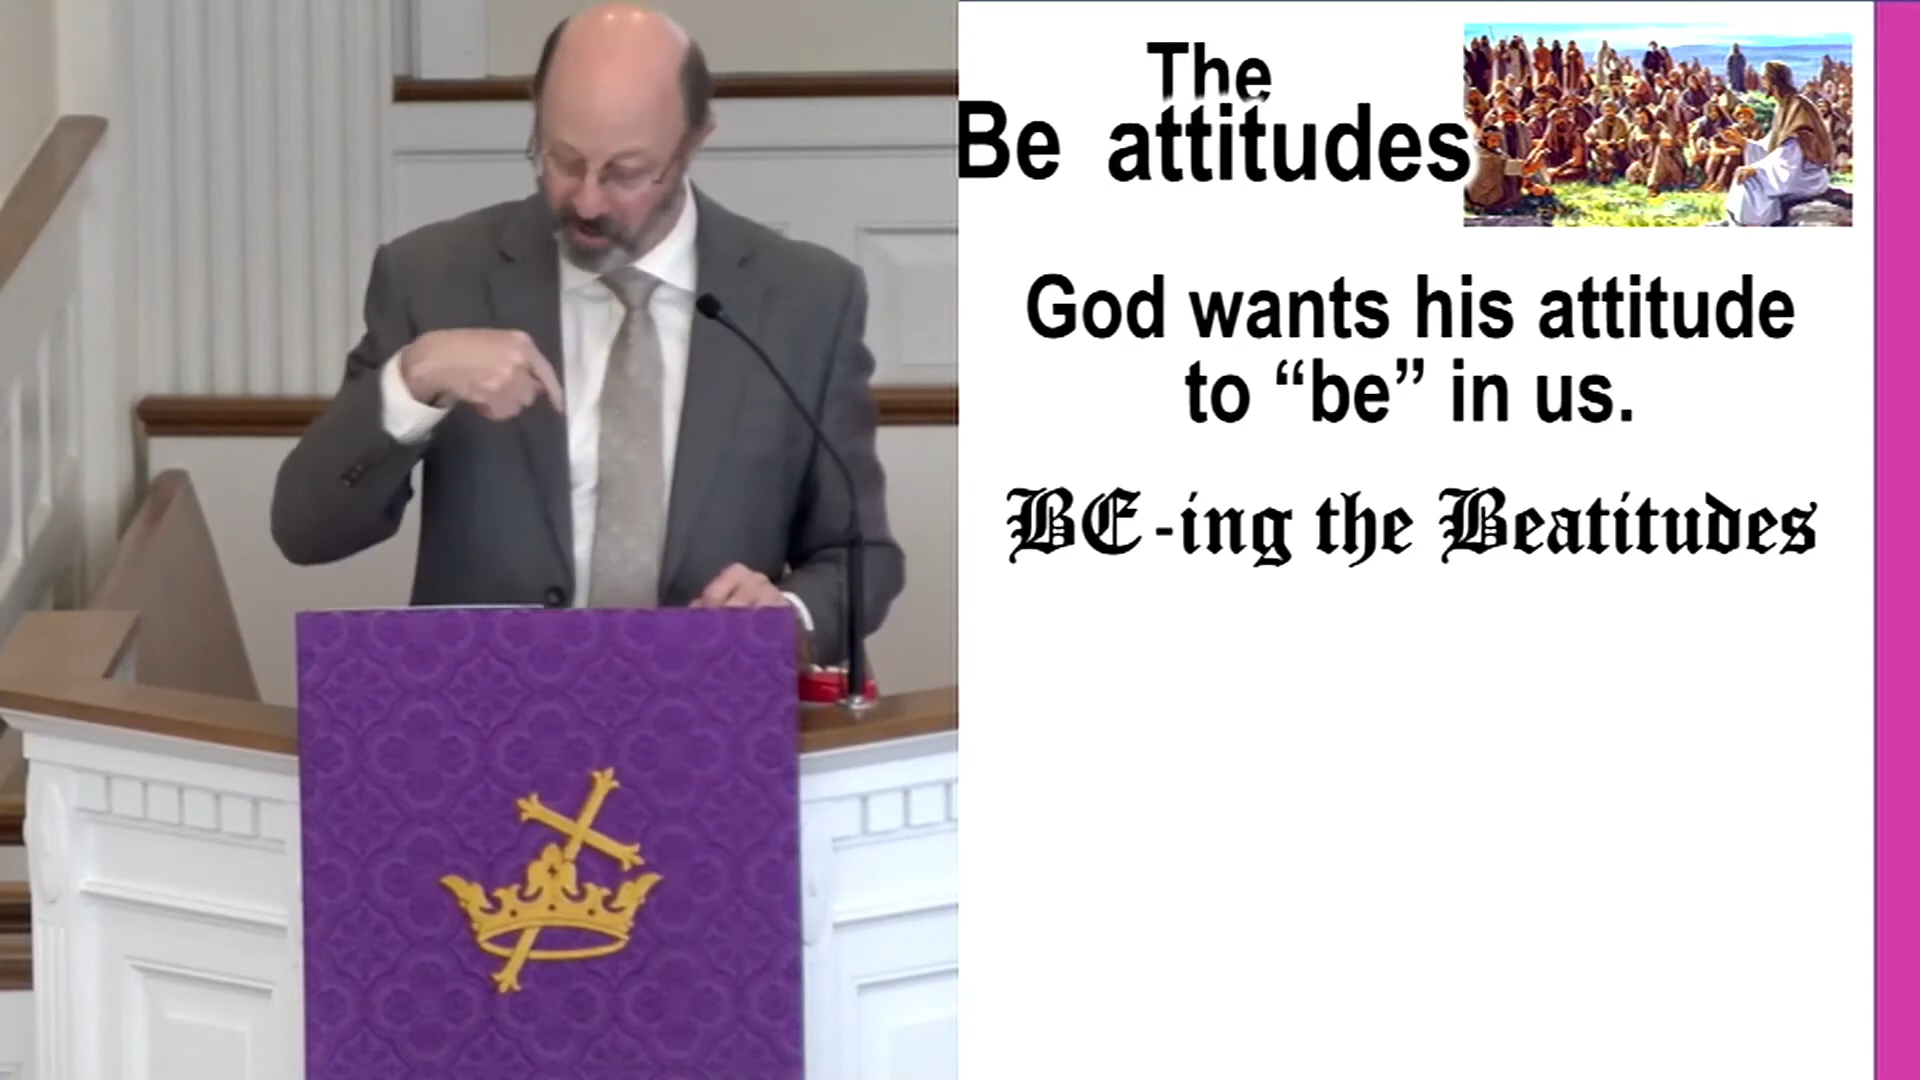 The
Be attitudes
God wants his attitude
to “be” in us.
BE-ing the Beatitudes